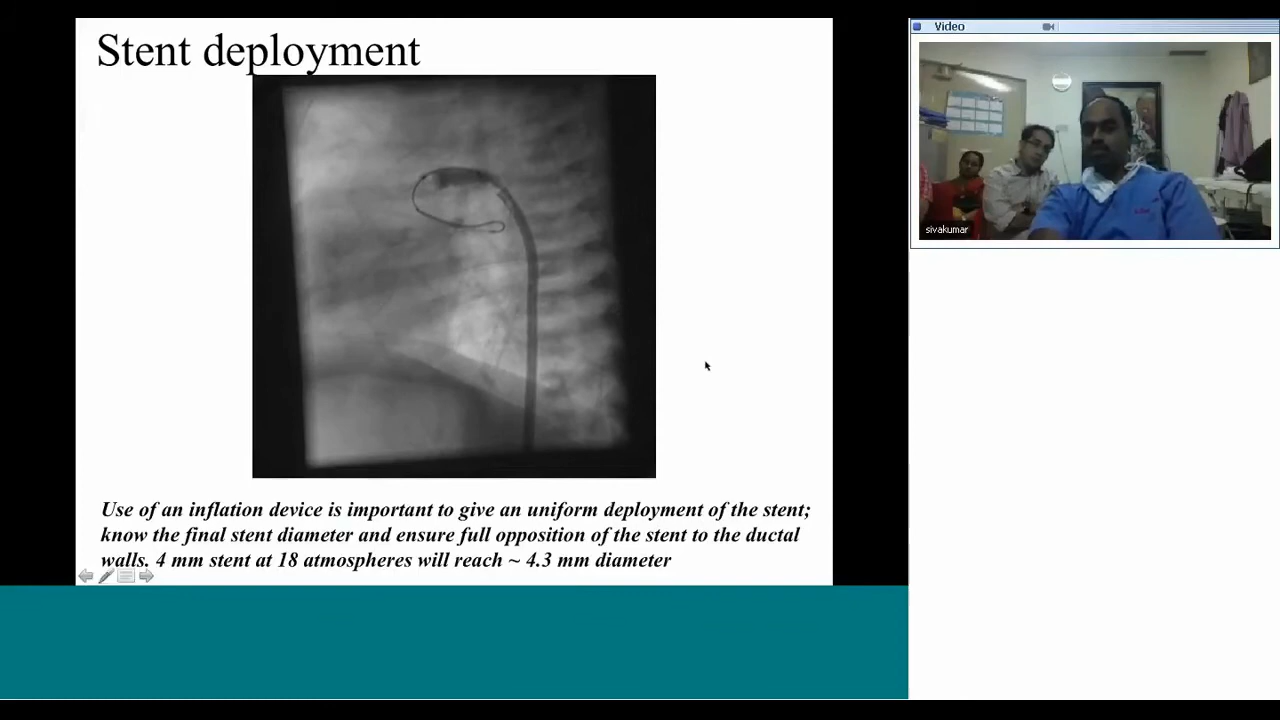 Stent deployment
Video
sivakumar
Use of an inflation device is important to give an uniform deployment of the stent;
know the final stent diameter and ensure full opposition of the stent to the ductal
walls. 4 mm stent at 18 atmospheres will reach ~ 4.3 mm diameter